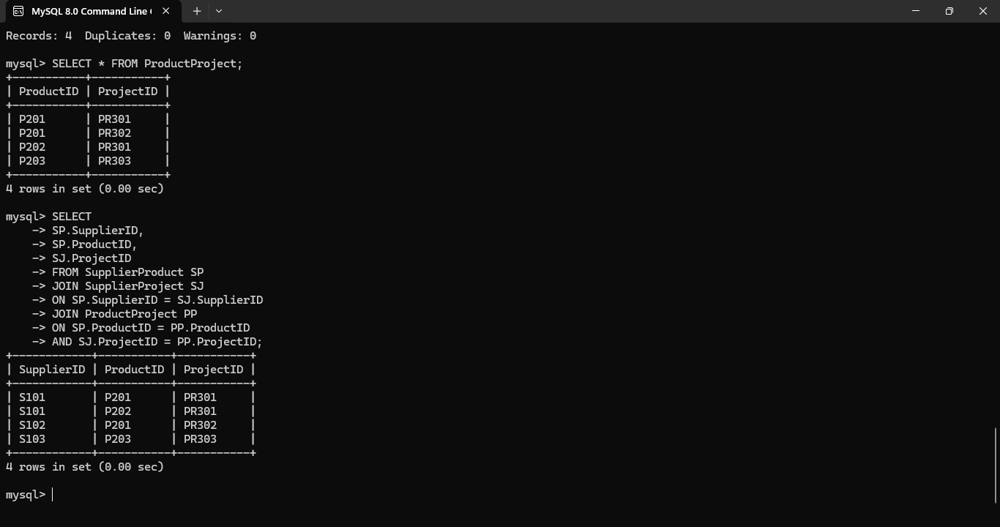 MySQL 8.0 Command Line
Records: 4  Duplicates: 0  Warnings: 0
mysql> SELECT * FROM ProductProject;
+-----------+-----------+
| ProductID | ProjectID |
+-----------+-----------+
| P201      | PR301     |
| P201      | PR302     |
| P202      | PR301     |
| P203      | PR303     |
+-----------+-----------+
4 rows in set (0.00 sec)
mysql> SELECT
    -> SP.SupplierID,
    -> SP.ProductID,
    -> SJ.ProjectID
    -> FROM SupplierProduct SP
    -> JOIN SupplierProject SJ
    -> ON SP.SupplierID = SJ.SupplierID
    -> JOIN ProductProject PP
    -> ON SP.ProductID = PP.ProductID
    -> AND SJ.ProjectID = PP.ProjectID;
+------------+-----------+-----------+
| SupplierID | ProductID | ProjectID |
+------------+-----------+-----------+
| S101       | P201      | PR301     |
| S101       | P202      | PR301     |
| S102       | P201      | PR302     |
| S103       | P203      | PR303     |
+------------+-----------+-----------+
4 rows in set (0.00 sec)
mysql>